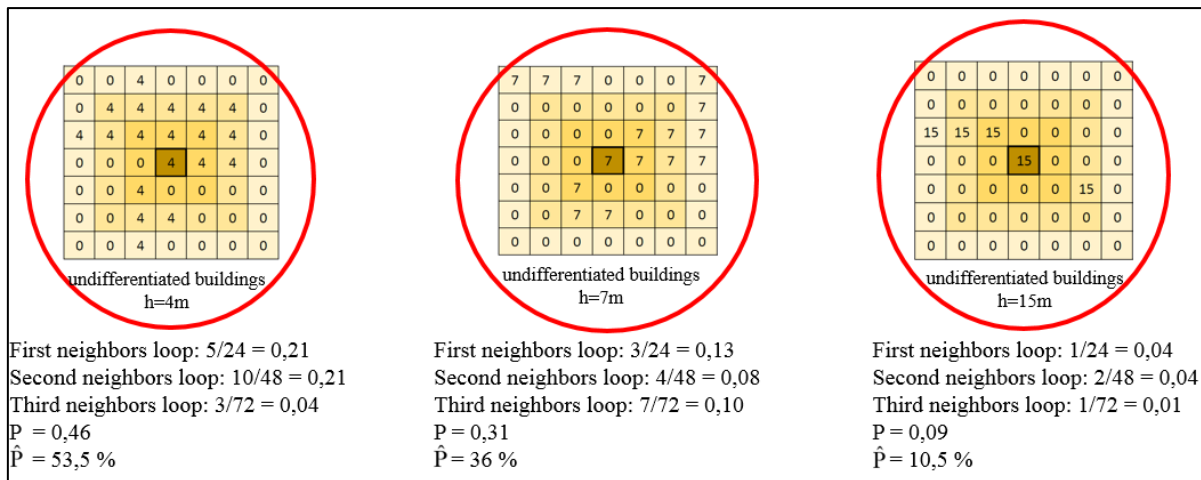 0 0 4 0 0 0 0
0 4 4 4 4 4 0
4 4 4 4 4 4 0
0 0 0 4 4 4 0
0 0 4 0 0 0 0
0 0 4 4 0 0 0
0 0 4 0 0 0 0
undifferentiated buildings
h=4m
First neighbors loop: 5/24 = 0,21
Second neighbors loop: 10/48 = 0,21
Third neighbors loop: 3/72 = 0,04
P = 0,46
P̂ = 53,5 %
7 7 7 0 0 0 7
0 0 0 0 0 0 7
0 0 0 0 7 7 7
0 0 0 7 7 7 7
0 0 7 0 0 0 0
0 0 7 7 0 0 0
0 0 0 0 0 0 0
undifferentiated buildings
h=7m
First neighbors loop: 3/24 = 0,13
Second neighbors loop: 4/48 = 0,08
Third neighbors loop: 7/72 = 0,10
P = 0,31
P̂ = 36 %
0 0 0 0 0 0 0
0 0 0 0 0 0 0
15 15 15 0 0 0 0
0 0 0 15 0 0 0
0 0 0 0 0 15 0
0 0 0 0 0 0 0
0 0 0 0 0 0 0
undifferentiated buildings
h=15m
First neighbors loop: 1/24 = 0,04
Second neighbors loop: 2/48 = 0,04
Third neighbors loop: 1/72 = 0,01
P = 0,09
P̂ = 10,5 %